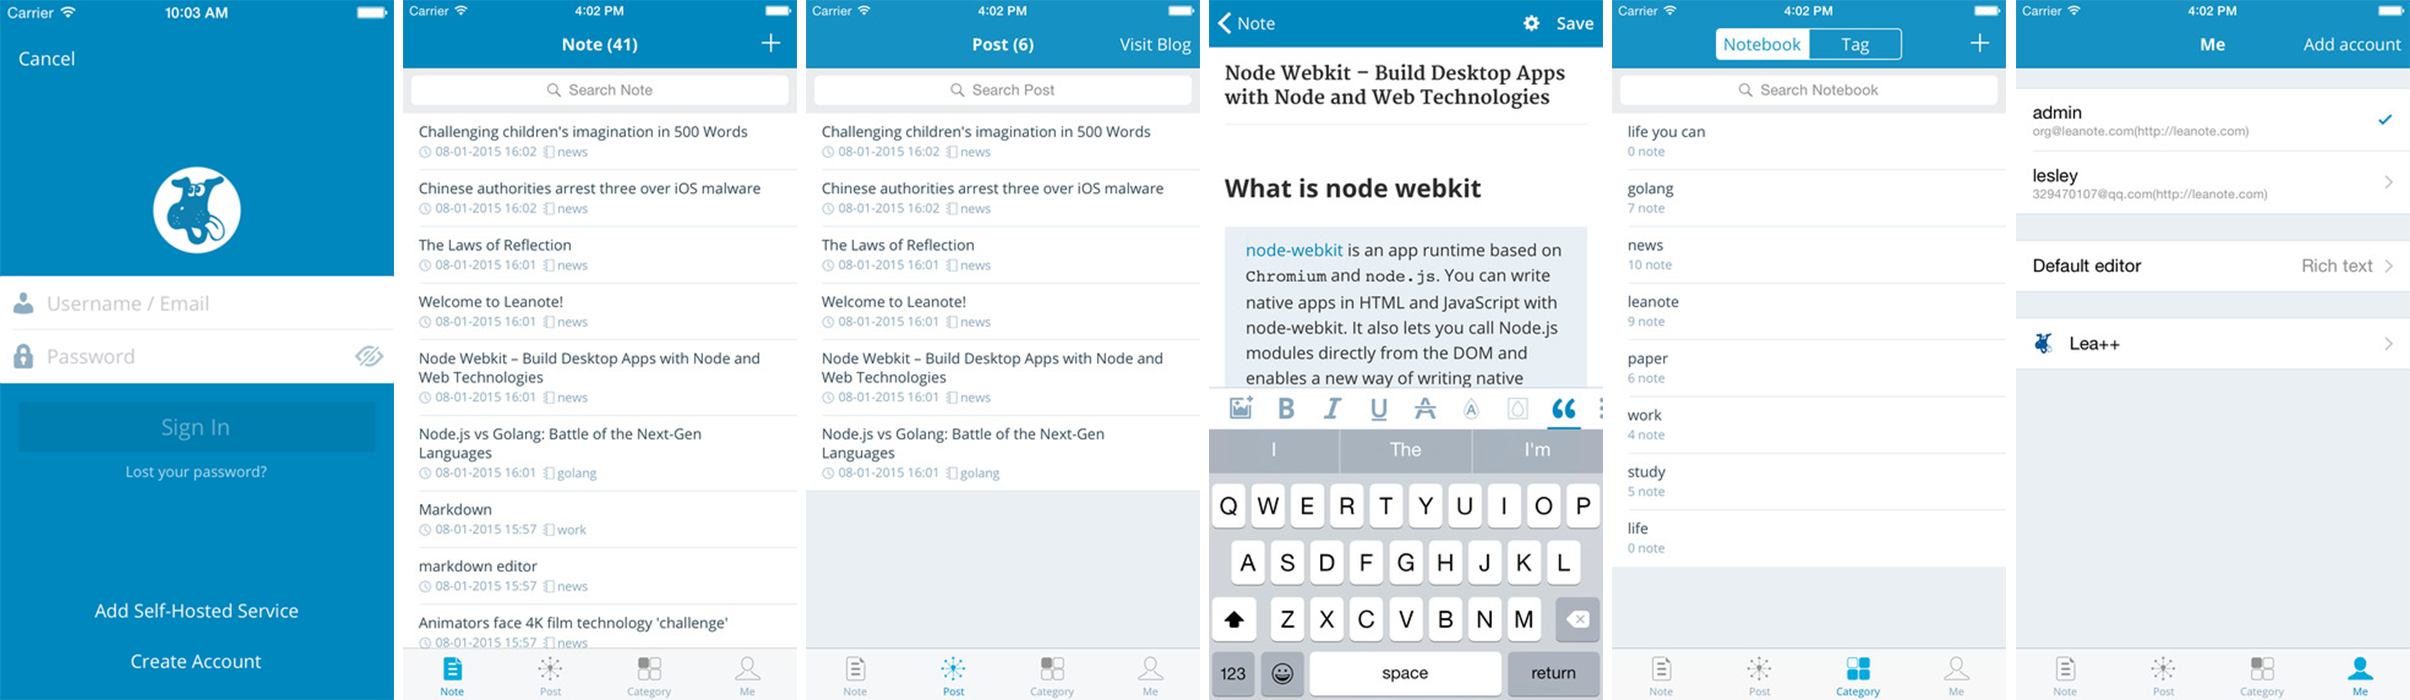 Carrier 10:03 AM
Cancel
Username / Email
Password
Sign In
Lost your password?
Add Self-Hosted Service
Create Account
Carrier 4:02 PM
Note (41) +
Search Note
Challenging children's imagination in 500 Words
08-01-2015 16:02 news
Chinese authorities arrest three over iOS malware
08-01-2015 16:02 news
The Laws of Reflection
08-01-2015 16:01 news
Welcome to Leanote!
08-01-2015 16:01 news
Node Webkit – Build Desktop Apps with Node and
Web Technologies
08-01-2015 16:01 news
Node.js vs Golang: Battle of the Next-Gen
Languages
08-01-2015 16:01 golang
Markdown
08-01-2015 15:57 work
markdown editor
08-01-2015 15:57 news
Animators face 4K film technology 'challenge'
08-01-2015 15:57 news
Note Post Category Me
Carrier 4:02 PM
Post (6) Visit Blog
Search Post
Challenging children's imagination in 500 Words
08-01-2015 16:02 news
Chinese authorities arrest three over iOS malware
08-01-2015 16:02 news
The Laws of Reflection
08-01-2015 16:01 news
Welcome to Leanote!
08-01-2015 16:01 news
Node Webkit – Build Desktop Apps with Node and
Web Technologies
08-01-2015 16:01 news
Node.js vs Golang: Battle of the Next-Gen
Languages
08-01-2015 16:01 golang
Note Post Category Me
Note Save
Node Webkit – Build Desktop Apps
with Node and Web Technologies
What is node webkit
node-webkit is an app runtime based on
Chromium and node.js. You can write
native apps in HTML and JavaScript with
node-webkit. It also lets you call Node.js
modules directly from the DOM and
enables a new way of writing native
B I U A A “
I The I'm
Q W E R T Y U I O P
A S D F G H J K L
Z X C V B N M
123 space return
Carrier 4:02 PM
Notebook Tag +
Search Notebook
life you can
0 note
golang
7 note
news
10 note
leanote
9 note
paper
6 note
work
4 note
study
5 note
life
0 note
Note Post Category Me
Carrier 4:02 PM
Me Add account
admin
org@leanote.com(http://leanote.com)
lesley
329470107@qq.com(http://leanote.com)
Default editor Rich text
Lea++
Note Post Category Me